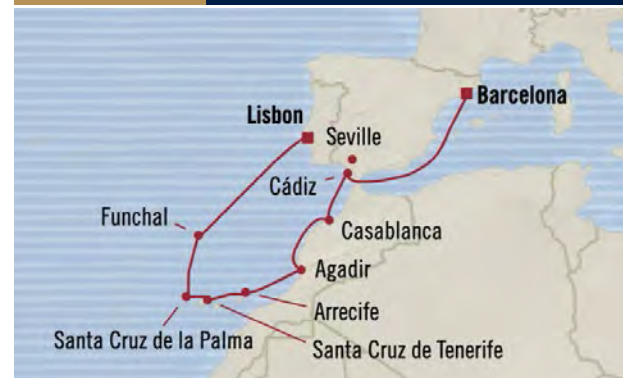 Barcelona
Lisbon
Seville
Cádiz
Funchal
Casablanca
Agadir
Arrecife
Santa Cruz de la Palma
Santa Cruz de Tenerife